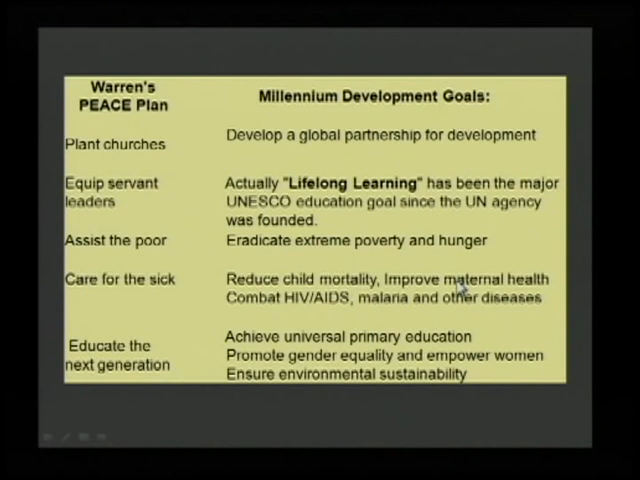 Warren's
PEACE Plan
Millennium Development Goals:
Plant churches
Develop a global partnership for development
Equip servant
leaders
Actually "Lifelong Learning" has been the major
UNESCO education goal since the UN agency
was founded.
Assist the poor
Eradicate extreme poverty and hunger
Care for the sick
Reduce child mortality, Improve maternal health
Combat HIV/AIDS, malaria and other diseases
Educate the
next generation
Achieve universal primary education
Promote gender equality and empower women
Ensure environmental sustainability